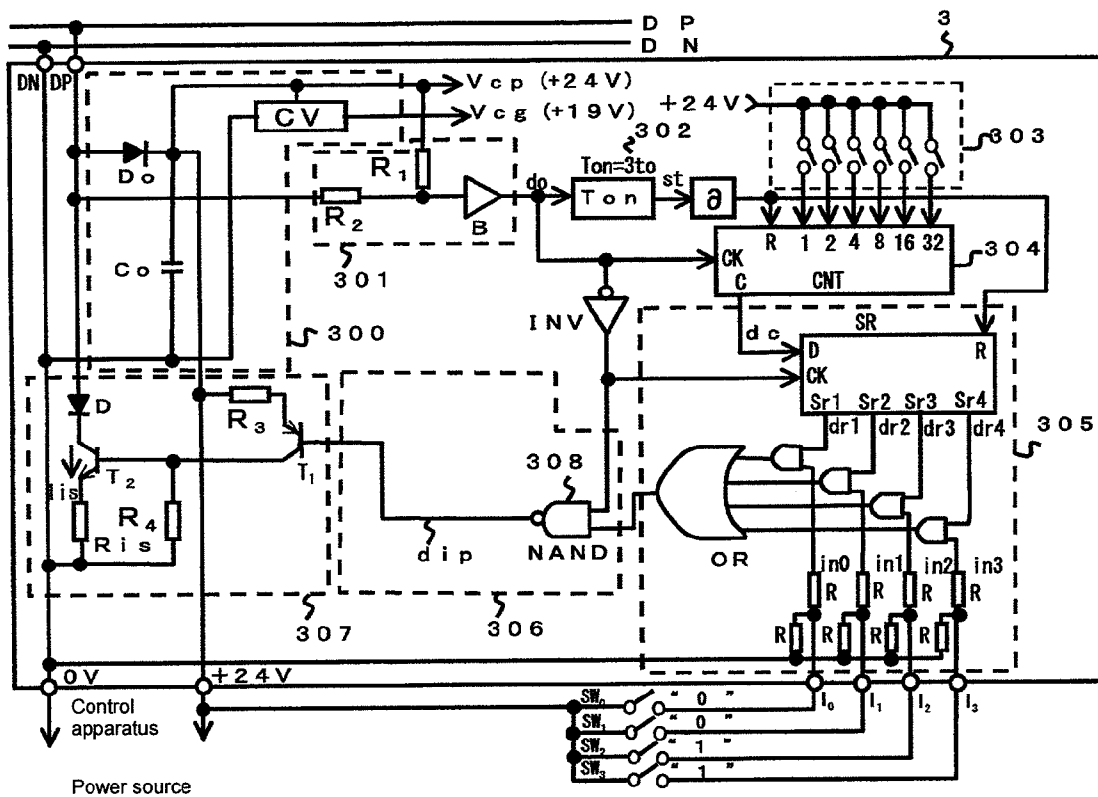 D P
D N
3
DN DP
Vcp (+24V)
CV
Vcg (+19V)
+24V
302
303
Do
R1
Ton=3to
R2
B
do
Ton
st
∂
R 1 2 4 8 16 32
304
Co
301
CK
C
CNT
INV
300
dc
SR
D
R
CK
Sr1 Sr2 Sr3 Sr4
dr1 dr2 dr3 dr4
305
D
R3
T1
T2
Iis
R4
Ris
308
NAND
dip
OR
in0 in1 in2 in3
R R R R
R R R R
307
306
0V
+24V
Control
apparatus
SW0 "0"
SW1 "0"
SW2 "1"
SW3 "1"
I0 I1 I2 I3
Power source